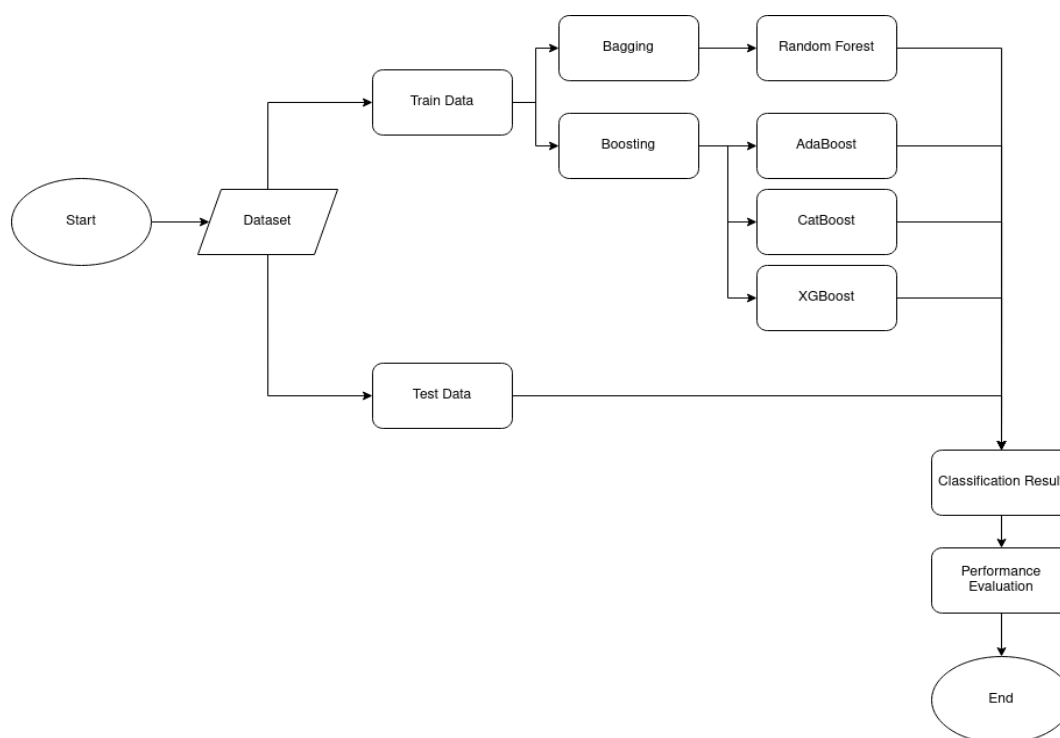 Bagging
Random Forest
Train Data
Boosting
AdaBoost
Start
Dataset
CatBoost
XGBoost
Test Data
Classification Resul
Performance
Evaluation
End